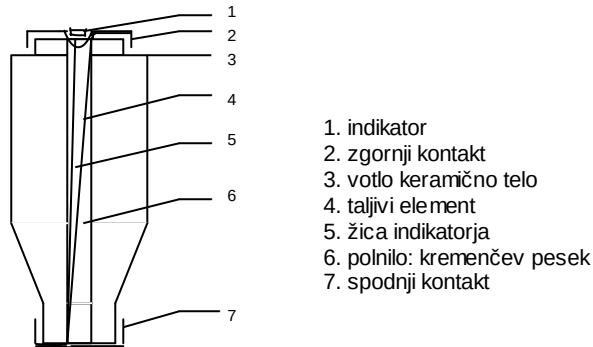 1
2
3
4
5
6
7
1. indikator
2. zgornji kontakt
3. votlo keramično telo
4. taljivi element
5. žica indikatorja
6. polnilo: kremenčev pesek
7. spodnji kontakt